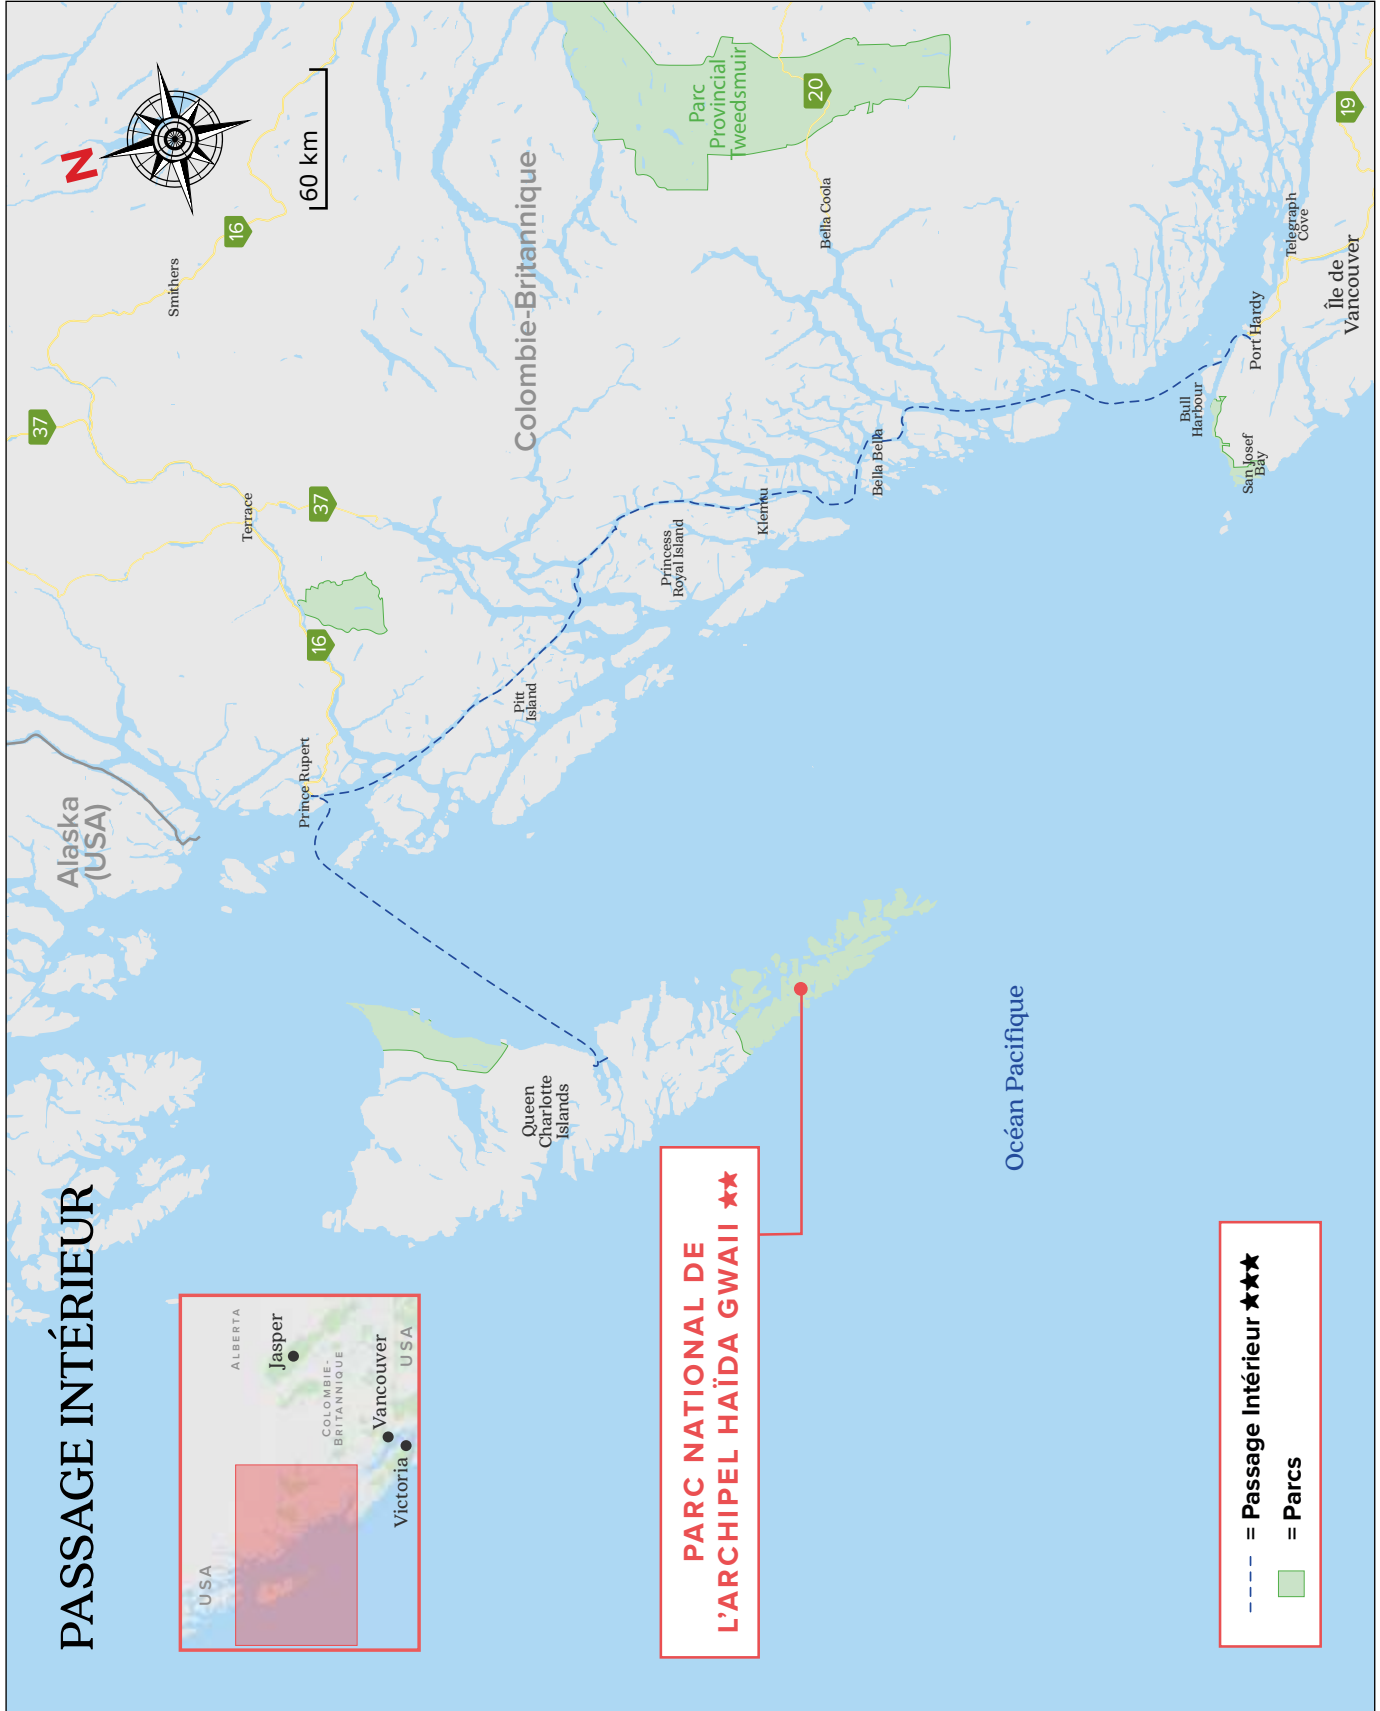 PASSAGE INTÉRIEUR
N
60 km
USA
ALBERTA
Jasper
COLOMBIE-
BRITANNIQUE
Vancouver
Victoria
USA
Alaska
(USA)
37
16
Smithers
Terrace
37
16
Prince Rupert
Colombie-Britannique
Pitt
Island
Queen
Charlotte
Islands
Princess
Royal Island
Parc
Provincial
Tweedsmuir
20
Klemtu
Bella Coola
Bella Bella
PARC NATIONAL DE
L'ARCHIPEL HAÏDA GWAII ★★
Océan Pacifique
Bull
Harbour
San Josef
Bay
Port Hardy
Telegraph
Cove
Île de
Vancouver
19
= Passage Intérieur ★★★
= Parcs